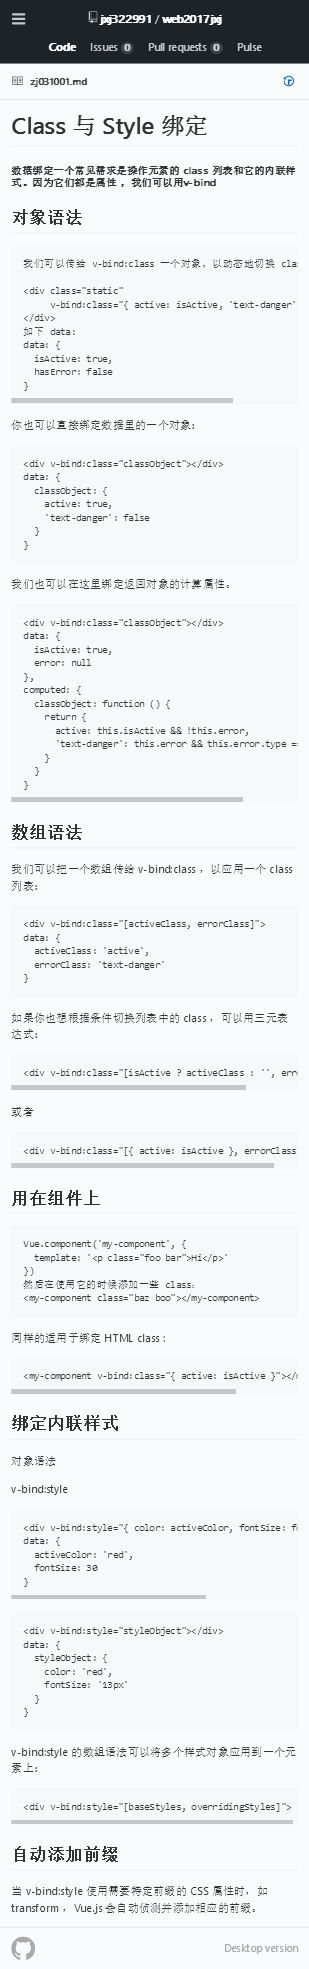 jxj322991 / web2017jxj
Code Issues 0 Pull requests 0 Pulse
zj031001.md
Class 与 Style 绑定
数据绑定一个常见需求是操作元素的 class 列表和它的内联样
式。因为它们都是属性 ，我们可以用v-bind
对象语法
我们可以传给 v-bind:class 一个对象，以动态地切换 clas
<div class="static"
v-bind:class="{ active: isActive, 'text-danger'
</div>
如下 data:
data: {
isActive: true,
hasError: false
}
你也可以直接绑定数据里的一个对象：
<div v-bind:class="classObject"></div>
data: {
classObject: {
active: true,
'text-danger': false
}
}
我们也可以在这里绑定返回对象的计算属性。
<div v-bind:class="classObject"></div>
data: {
isActive: true,
error: null
},
computed: {
classObject: function () {
return {
active: this.isActive && !this.error,
'text-danger': this.error && this.error.type ==
}
}
}
数组语法
我们可以把一个数组传给 v-bind:class ，以应用一个 class
列表：
<div v-bind:class="[activeClass, errorClass]">
data: {
activeClass: 'active',
errorClass: 'text-danger'
}
如果你也想根据条件切换列表中的 class ，可以用三元表
达式：
<div v-bind:class="[isActive ? activeClass : '', err
或者
<div v-bind:class="[{ active: isActive }, errorClass
用在组件上
Vue.component('my-component', {
template: '<p class="foo bar">Hi</p>'
})
然后在使用它的时候添加一些 class：
<my-component class="baz boo"></my-component>
同样的适用于绑定 HTML class :
<my-component v-bind:class="{ active: isActive }"></m
绑定内联样式
对象语法
v-bind:style
<div v-bind:style="{ color: activeColor, fontSize: fo
data: {
activeColor: 'red',
fontSize: 30
}
<div v-bind:style="styleObject"></div>
data: {
styleObject: {
color: 'red',
fontSize: '13px'
}
}
v-bind:style 的数组语法可以将多个样式对象应用到一个元
素上：
<div v-bind:style="[baseStyles, overridingStyles]">
自动添加前缀
当 v-bind:style 使用需要特定前缀的 CSS 属性时，如
transform ，Vue.js 会自动侦测并添加相应的前缀。
Desktop version